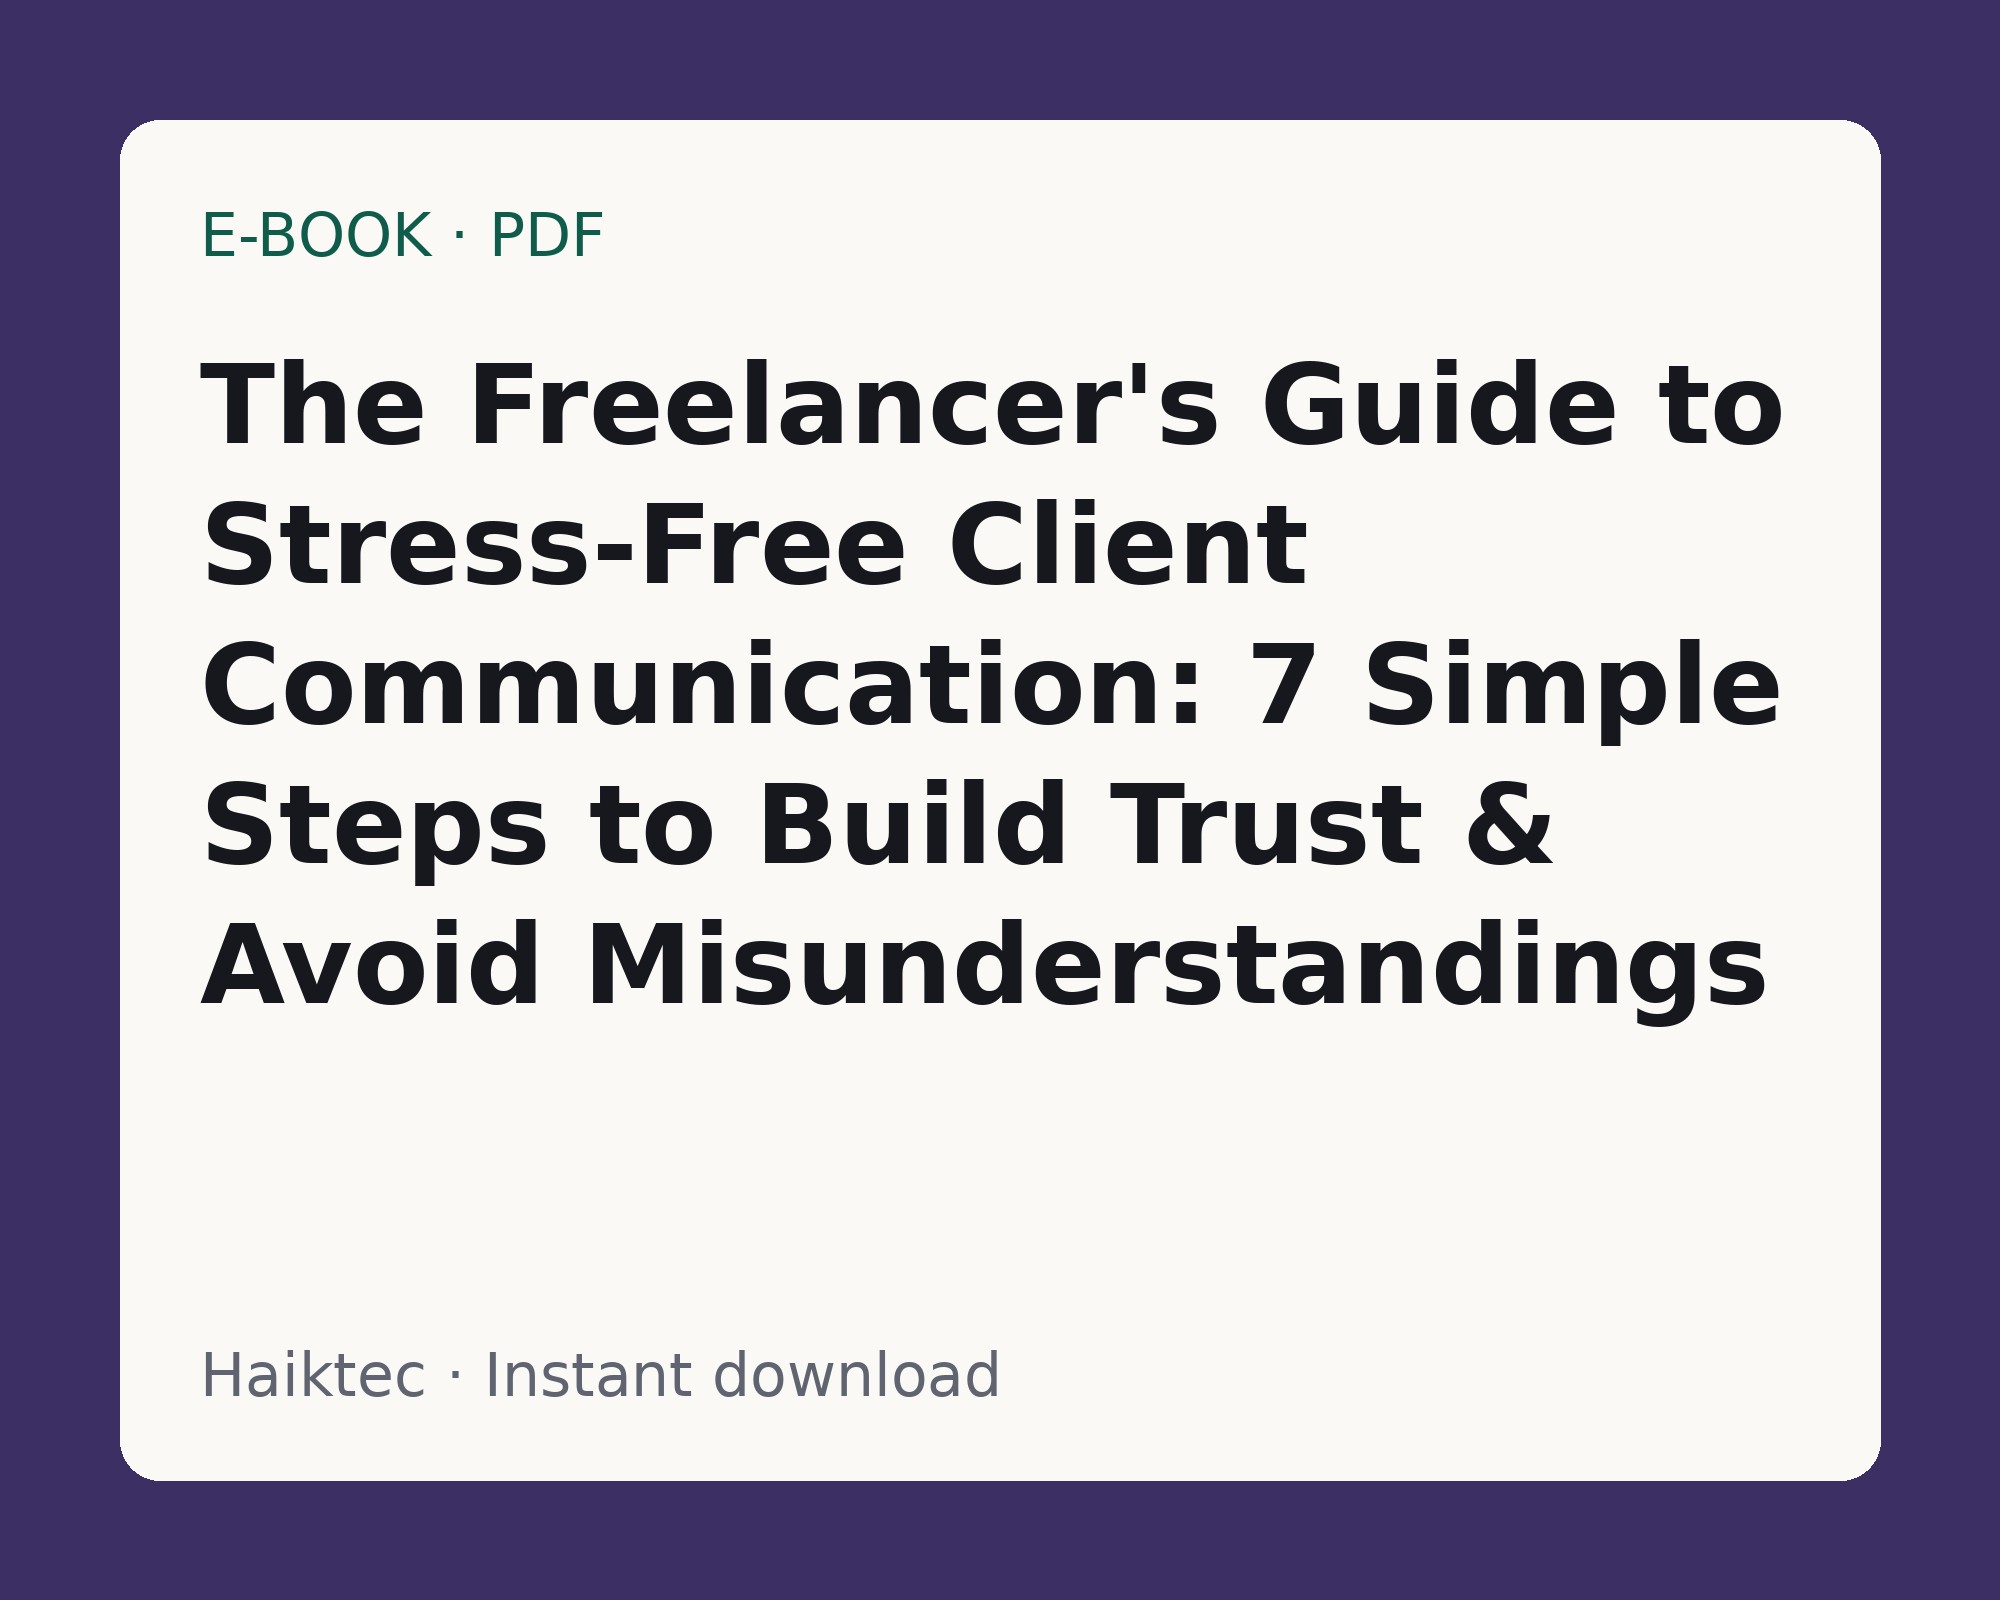 E-BOOK · PDF
The Freelancer's Guide to
Stress-Free Client
Communication: 7 Simple
Steps to Build Trust &
Avoid Misunderstandings
Haiktec · Instant download